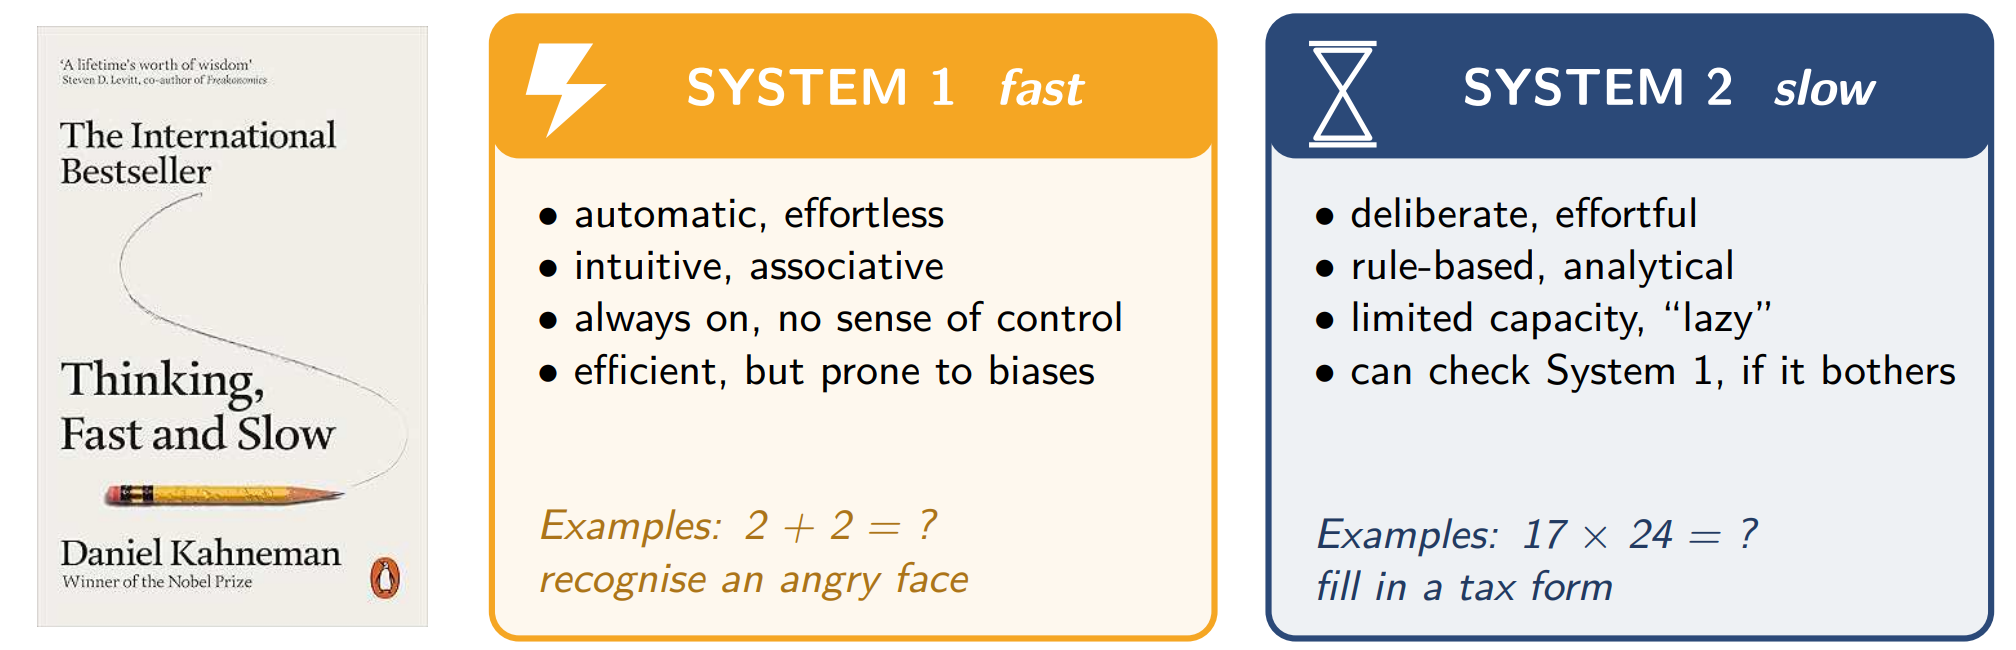 ‘A lifetime’s worth of wisdom’
Steven D. Levitt, co-author of Freakonomics
The International
Bestseller
Thinking,
Fast and Slow
Daniel Kahneman
Winner of the Nobel Prize
SYSTEM 1 fast
• automatic, effortless
• intuitive, associative
• always on, no sense of control
• efficient, but prone to biases
Examples: 2 + 2 = ?
recognise an angry face
SYSTEM 2 slow
• deliberate, effortful
• rule-based, analytical
• limited capacity, “lazy”
• can check System 1, if it bothers
Examples: 17 × 24 = ?
fill in a tax form